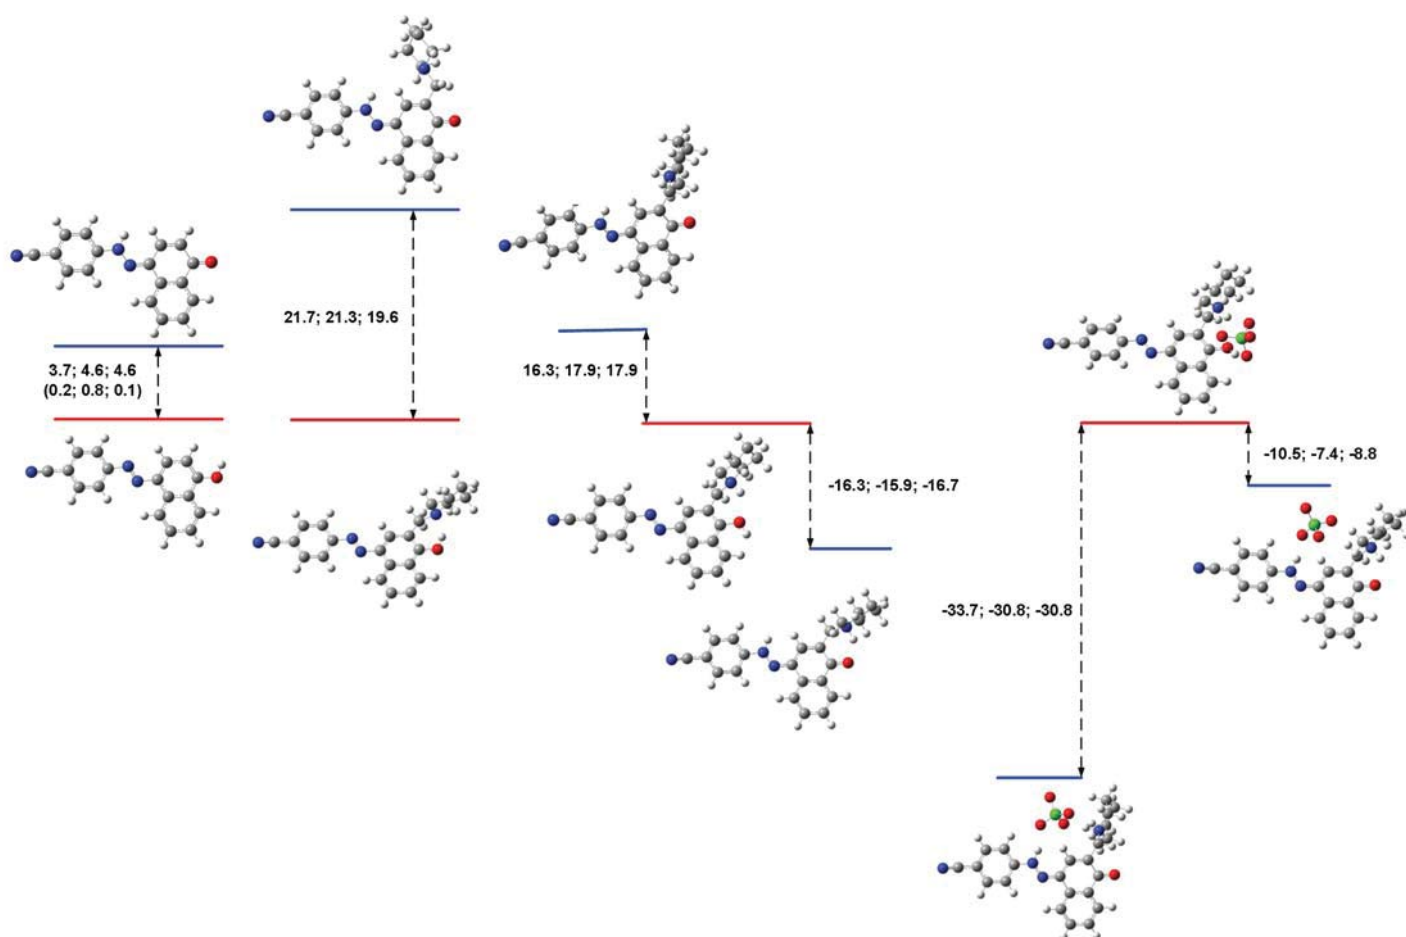 3.7; 4.6; 4.6
(0.2; 0.8; 0.1)
21.7; 21.3; 19.6
16.3; 17.9; 17.9
-16.3; -15.9; -16.7
-33.7; -30.8; -30.8
-10.5; -7.4; -8.8